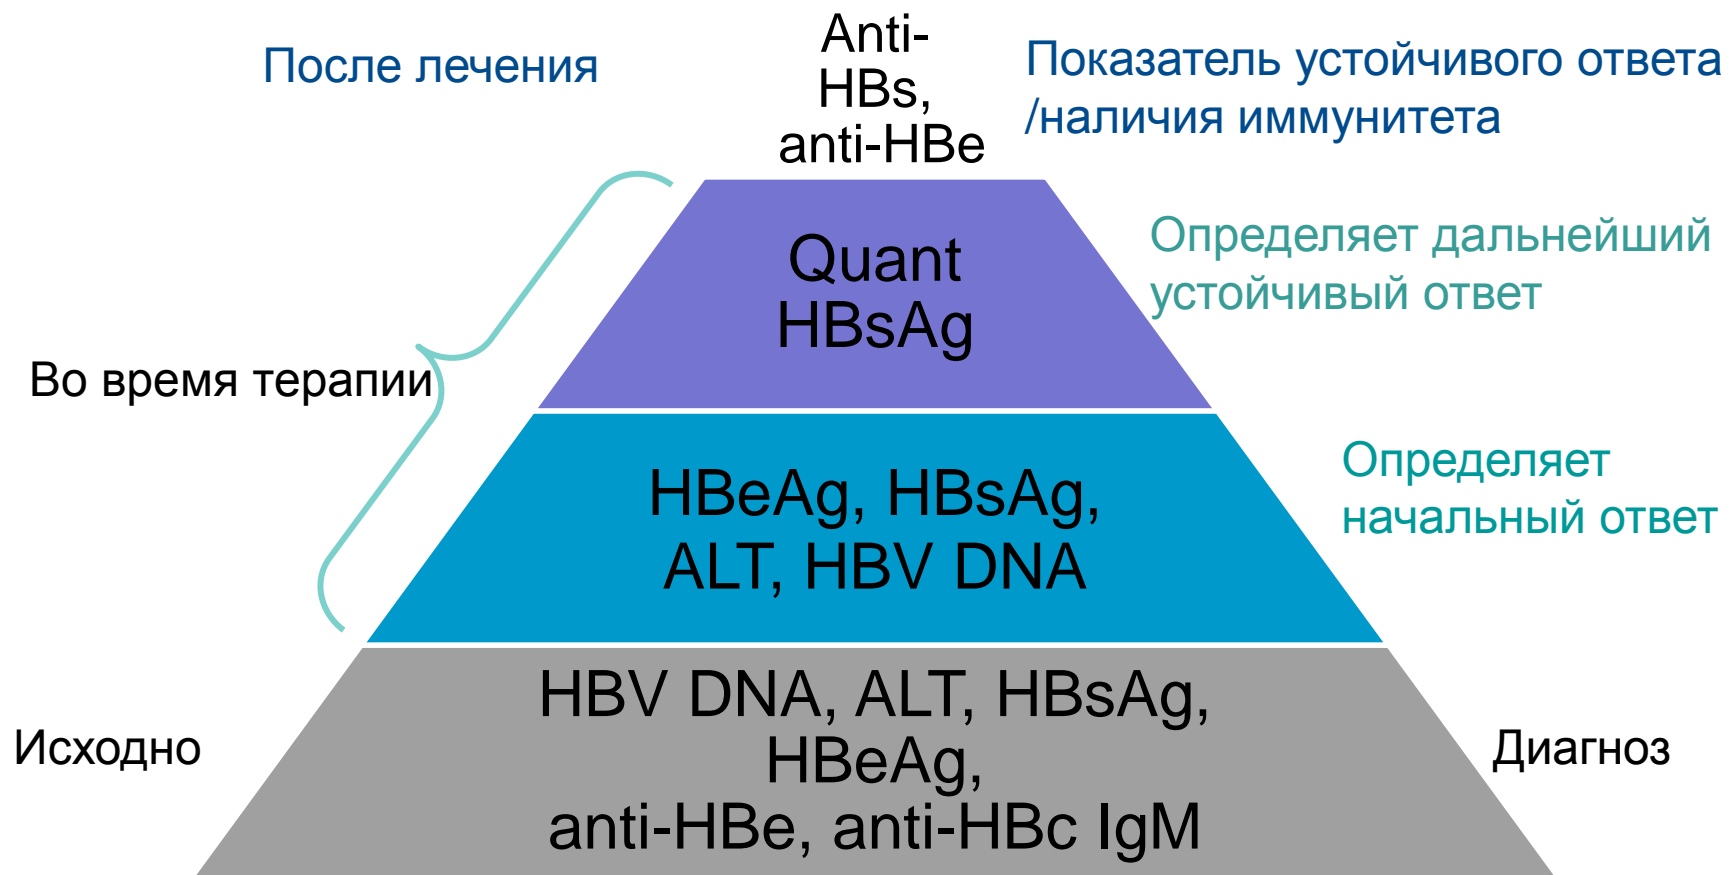 После лечения
Anti-
HBs,
anti-HBe
Показатель устойчивого ответа
/наличия иммунитета
Quant
HBsAg
Определяет дальнейший
устойчивый ответ
Во время терапии
HBeAg, HBsAg,
ALT, HBV DNA
Определяет
начальный ответ
Исходно
HBV DNA, ALT, HBsAg,
HBeAg,
anti-HBe, anti-HBc IgM
Диагноз